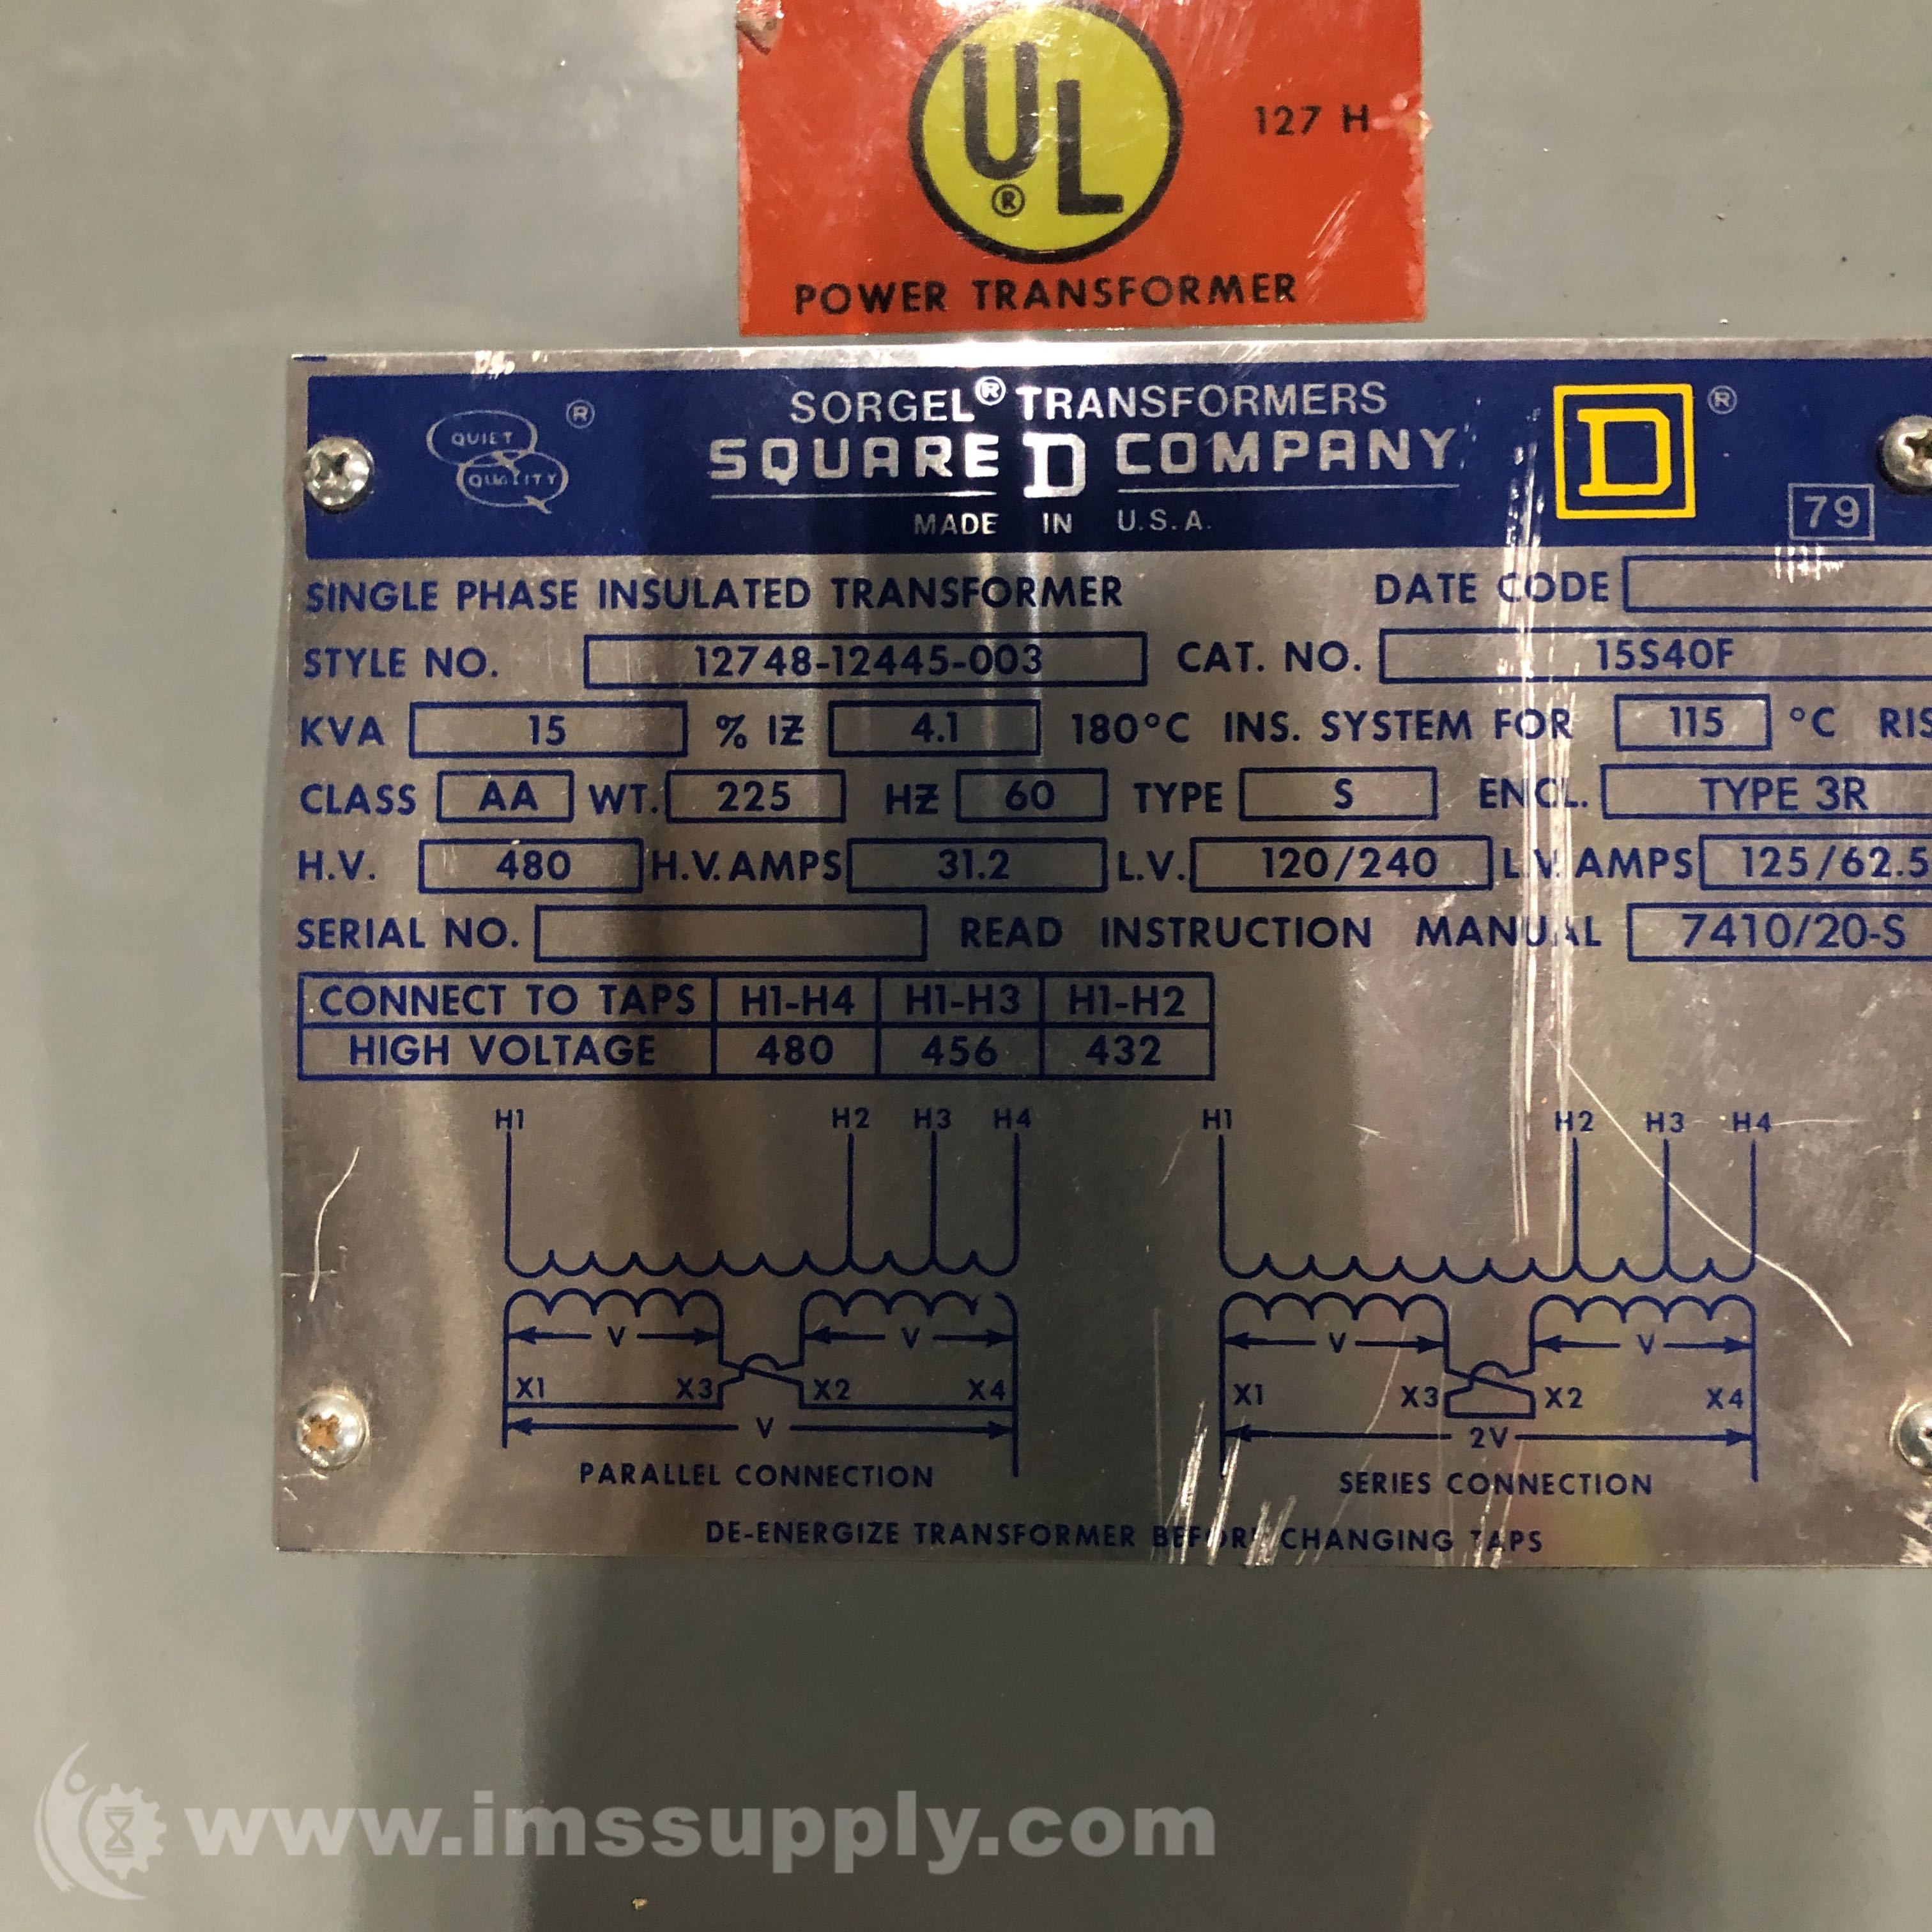 UL
®
127 H
POWER TRANSFORMER
QUIET
QUALITY
®
SORGEL® TRANSFORMERS
SQUARE D COMPANY
MADE IN U.S.A.
D
®
79
SINGLE PHASE INSULATED TRANSFORMER DATE CODE
STYLE NO. 12748-12445-003 CAT. NO. 15S40F
KVA 15 % IZ 4.1 180°C INS. SYSTEM FOR 115 °C RIS
CLASS AA WT. 225 HZ 60 TYPE S ENCL. TYPE 3R
H.V. 480 H.V. AMPS 31.2 L.V. 120/240 L.V. AMPS 125/62.5
SERIAL NO. READ INSTRUCTION MANUAL 7410/20-S
CONNECT TO TAPS H1-H4 H1-H3 H1-H2
HIGH VOLTAGE 480 456 432
H1 H2 H3 H4
V V
X1 X3 X2 X4
V
PARALLEL CONNECTION
H1 H2 H3 H4
V V
X1 X3 X2 X4
2V
SERIES CONNECTION
DE-ENERGIZE TRANSFORMER BEFORE CHANGING TAPS
www.imssupply.com